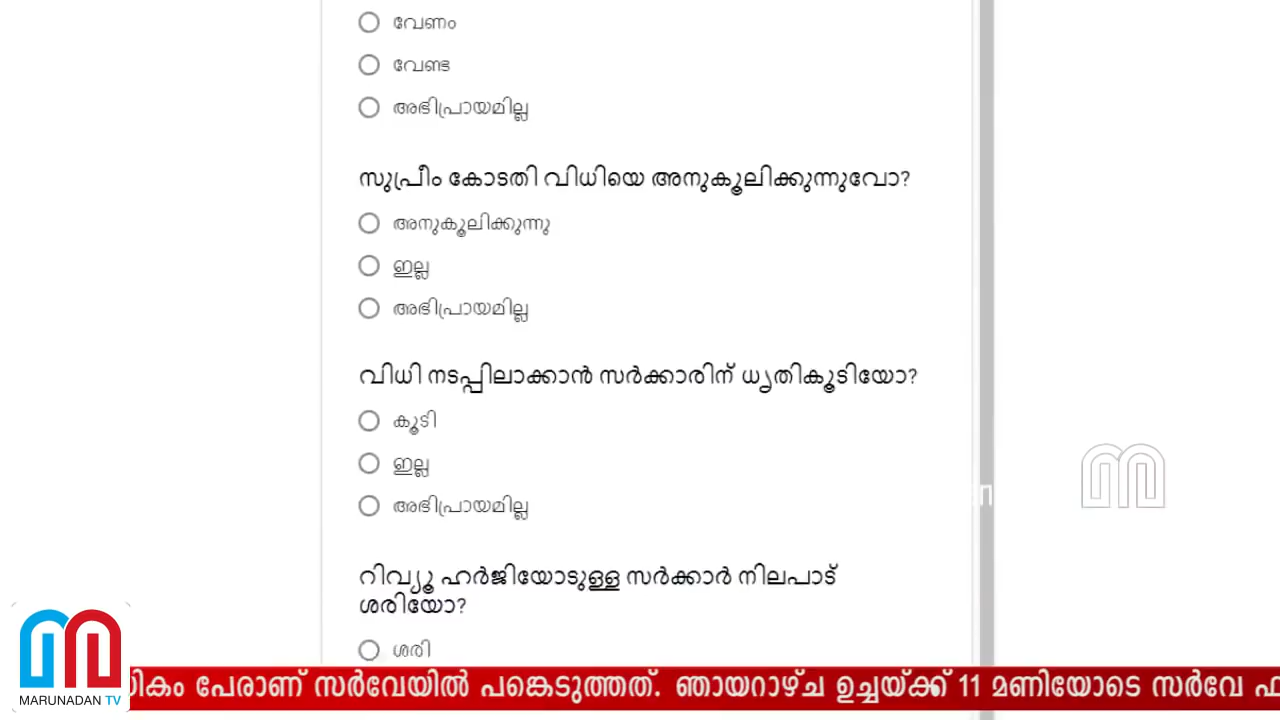 വേണം
വേണ്ട
അഭിപ്രായമില്ല
സുപ്രീം കോടതി വിധിയെ അനുകൂലിക്കുന്നുവോ?
അനുകൂലിക്കുന്നു
ഇല്ല
അഭിപ്രായമില്ല
വിധി നടപ്പിലാക്കാൻ സർക്കാരിന് ധൃതികൂടിയോ?
കൂടി
ഇല്ല
അഭിപ്രായമില്ല
റിവ്യൂ ഹർജിയോടുള്ള സർക്കാർ നിലപാട്
ശരിയോ?
ശരി
പേരാണ് സർവേയിൽ പങ്കെടുത്തത്. ഞായറാഴ്ച ഉച്ചയ്ക്ക് 11 മണിയോടെ സർവേ
MARUNADAN TV